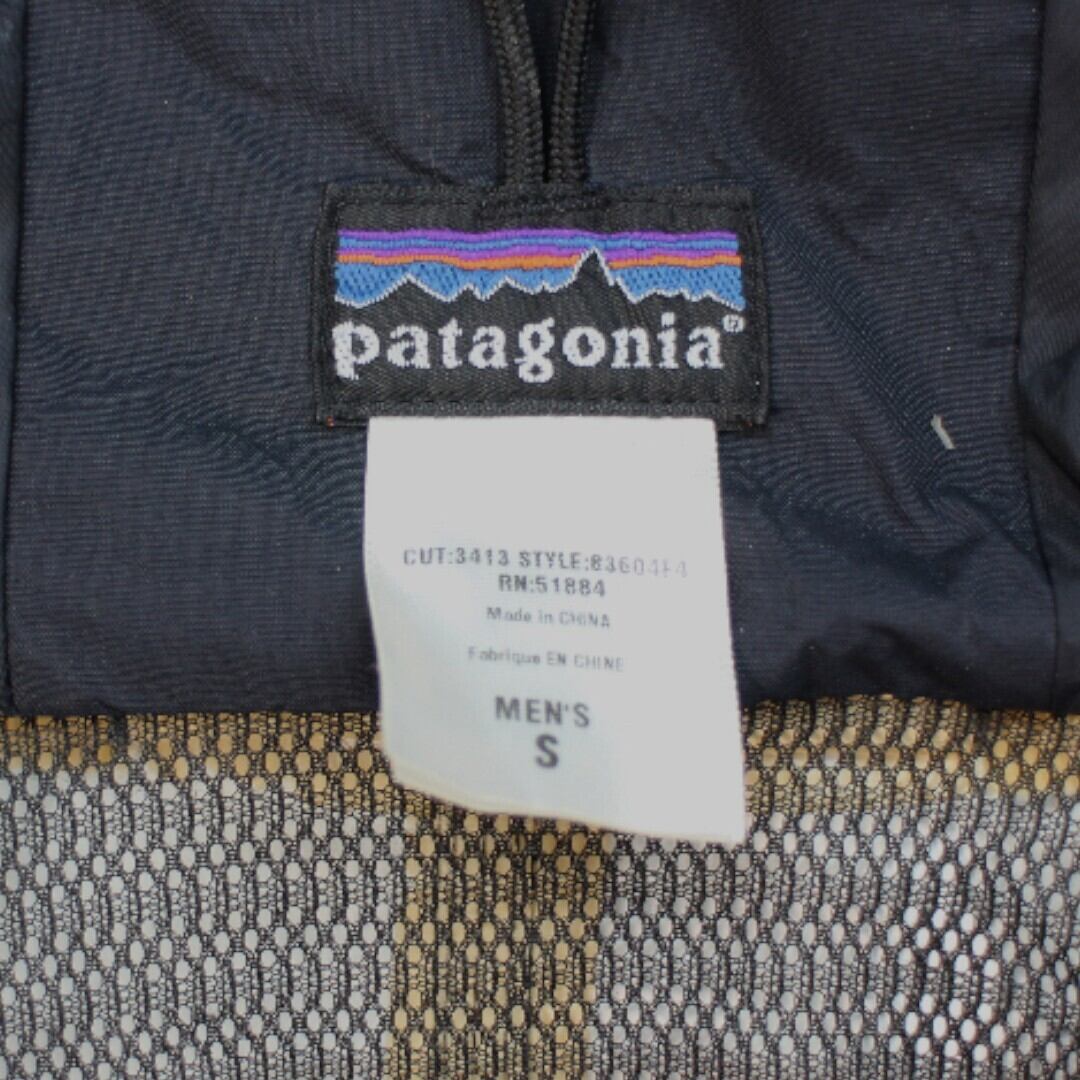 patagonia®
CUT:3413 STYLE:83604F4
RN:51884
Made in CHINA
Fabrique EN CHINE
MEN'S
S